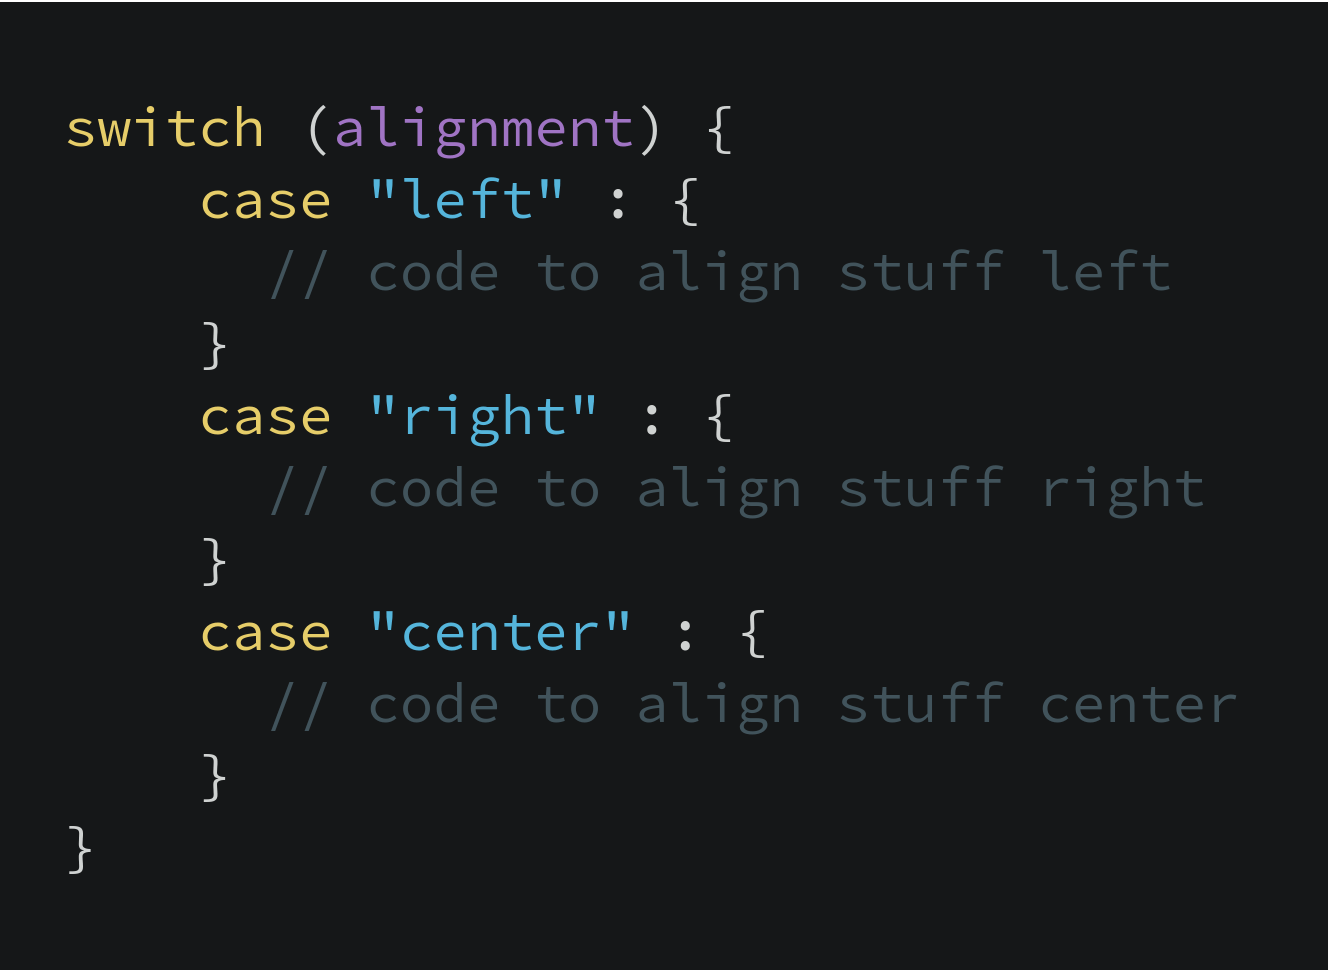 switch (alignment) {
    case "left" : {
      // code to align stuff left
    }
    case "right" : {
      // code to align stuff right
    }
    case "center" : {
      // code to align stuff center
    }
}